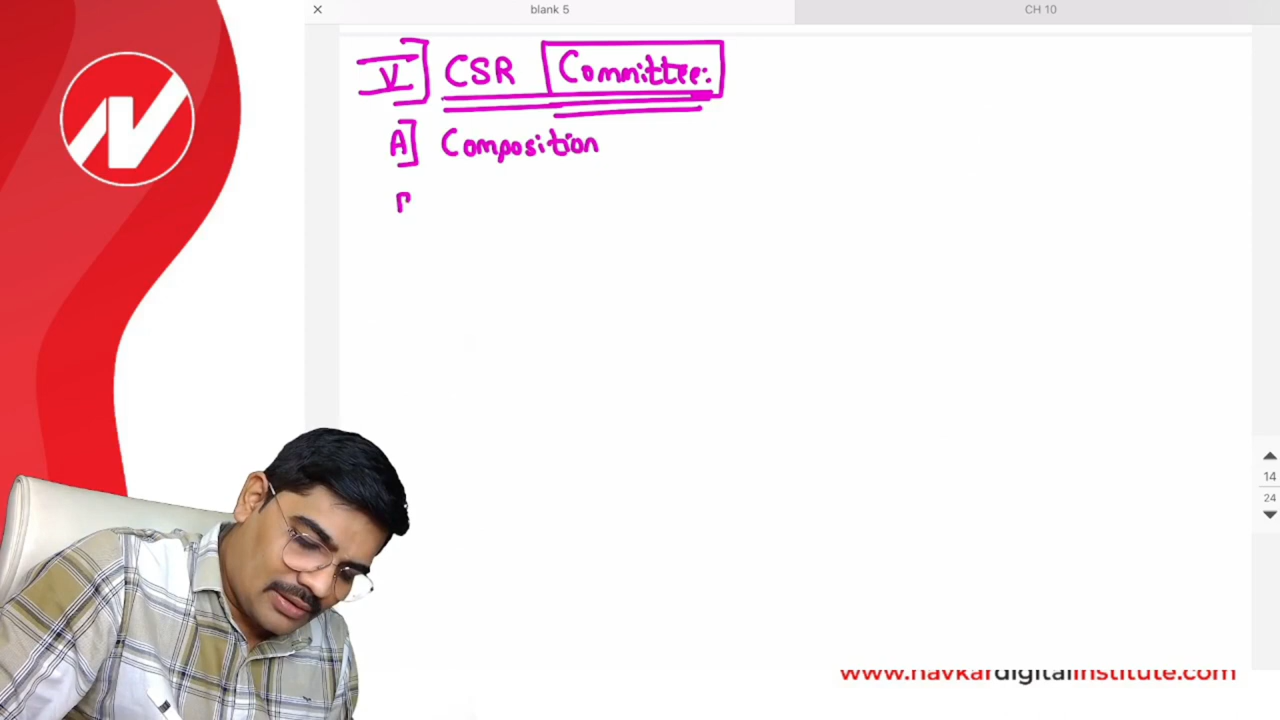 blank 5
CH 10
V] CSR Committee:
A] Composition
14
24
www.navkardigitalinstitute.com